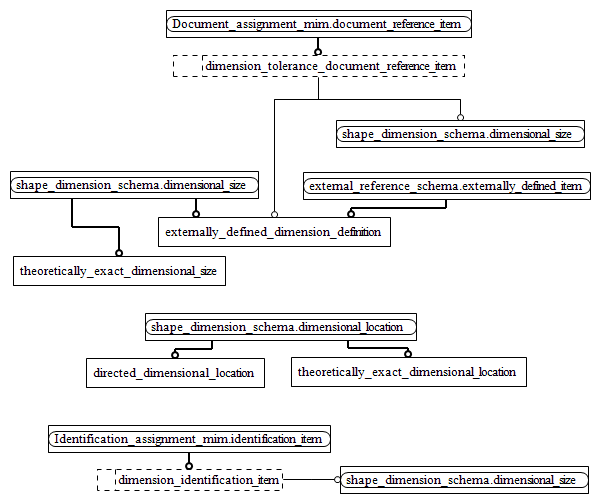 Document_assignment_mim.document_reference_item
dimension_tolerance_document_reference_item
shape_dimension_schema.dimensional_size
shape_dimension_schema.dimensional_size
external_reference_schema.externally_defined_item
externally_defined_dimension_definition
theoretically_exact_dimensional_size
shape_dimension_schema.dimensional_location
directed_dimensional_location
theoretically_exact_dimensional_location
Identification_assignment_mim.identification_item
dimension_identification_item
shape_dimension_schema.dimensional_size